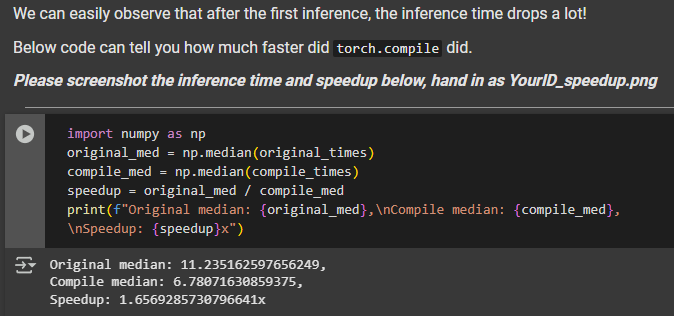 We can easily observe that after the first inference, the inference time drops a lot!
Below code can tell you how much faster did torch.compile did.
Please screenshot the inference time and speedup below, hand in as YourID_speedup.png
import numpy as np
original_med = np.median(original_times)
compile_med = np.median(compile_times)
speedup = original_med / compile_med
print(f"Original median: {original_med},\nCompile median: {compile_med},
\nSpeedup: {speedup}x")
Original median: 11.235162597656249,
Compile median: 6.78071630859375,
Speedup: 1.6569285730796641x